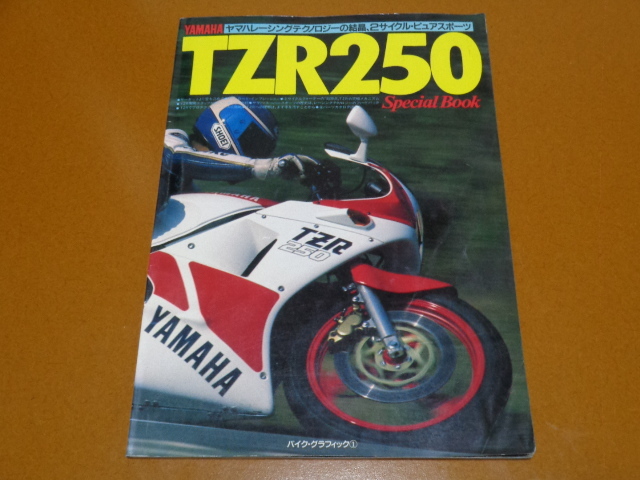 YAMAHA ヤマハレーシングテクノロジーの結晶、2サイクル・ピュアスポーツ
TZR250
Special Book
SHOEI
YAMAHA
TZR
250
YAMAHA
バイク・グラフィック①